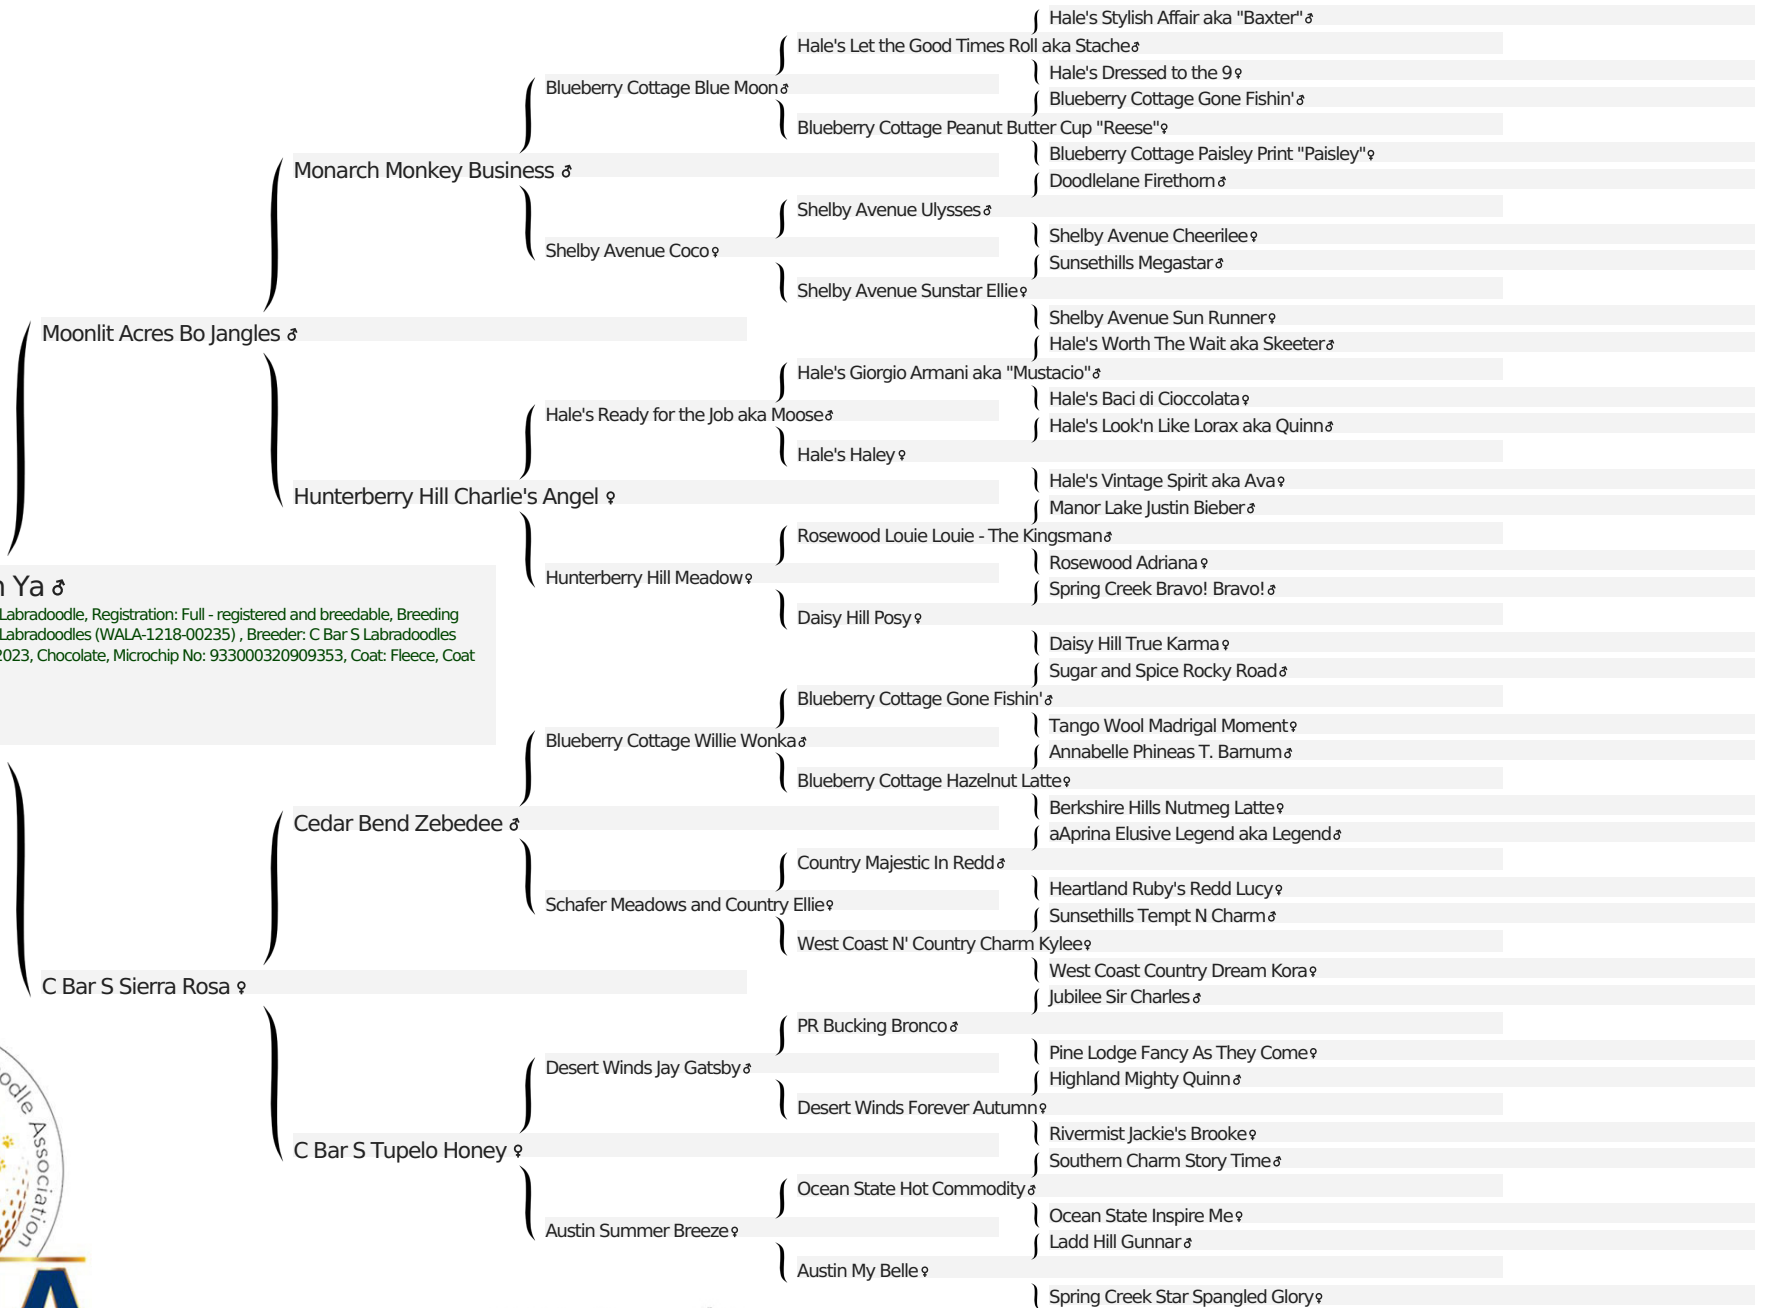 Hale's Stylish Affair aka "Baxter"♂
Hale's Let the Good Times Roll aka Stache♂
Hale's Dressed to the 9♀
Blueberry Cottage Blue Moon♂
Blueberry Cottage Gone Fishin'♂
Blueberry Cottage Peanut Butter Cup "Reese"♀
Blueberry Cottage Paisley Print "Paisley"♀
Monarch Monkey Business ♂
Doodlelane Firethorn♂
Shelby Avenue Ulysses♂
Shelby Avenue Cheerilee♀
Shelby Avenue Coco♀
Sunsethills Megastar♂
Shelby Avenue Sunstar Ellie♀
Shelby Avenue Sun Runner♀
Moonlit Acres Bo Jangles ♂
Hale's Worth The Wait aka Skeeter♂
Hale's Giorgio Armani aka "Mustacio"♂
Hale's Baci di Cioccolata♀
Hale's Ready for the Job aka Moose♂
Hale's Look'n Like Lorax aka Quinn♂
Hale's Haley♀
Hale's Vintage Spirit aka Ava♀
Hunterberry Hill Charlie's Angel ♀
Manor Lake Justin Bieber♂
Rosewood Louie Louie - The Kingsman♂
Rosewood Adriana♀
Hunterberry Hill Meadow♀
Spring Creek Bravo! Bravo!♂
Daisy Hill Posy♀
Daisy Hill True Karma♀
Ya ♂
Labradoodle, Registration: Full - registered and breedable, Breeding
Labradoodles (WALA-1218-00235) , Breeder: C Bar S Labradoodles
2023, Chocolate, Microchip No: 933000320909353, Coat: Fleece, Coat
Sugar and Spice Rocky Road♂
Blueberry Cottage Gone Fishin'♂
Tango Wool Madrigal Moment♀
Blueberry Cottage Willie Wonka♂
Annabelle Phineas T. Barnum♂
Blueberry Cottage Hazelnut Latte♀
Berkshire Hills Nutmeg Latte♀
Cedar Bend Zebedee ♂
aAprina Elusive Legend aka Legend♂
Country Majestic In Redd♂
Heartland Ruby's Redd Lucy♀
Schafer Meadows and Country Ellie♀
Sunsethills Tempt N Charm♂
West Coast N' Country Charm Kylee♀
West Coast Country Dream Kora♀
C Bar S Sierra Rosa ♀
Jubilee Sir Charles♂
PR Bucking Bronco♂
Pine Lodge Fancy As They Come♀
Desert Winds Jay Gatsby♂
Highland Mighty Quinn♂
Desert Winds Forever Autumn♀
Rivermist Jackie's Brooke♀
C Bar S Tupelo Honey ♀
Southern Charm Story Time♂
Ocean State Hot Commodity♂
Ocean State Inspire Me♀
Austin Summer Breeze♀
Ladd Hill Gunnar♂
Austin My Belle♀
Spring Creek Star Spangled Glory♀
odle Association
A